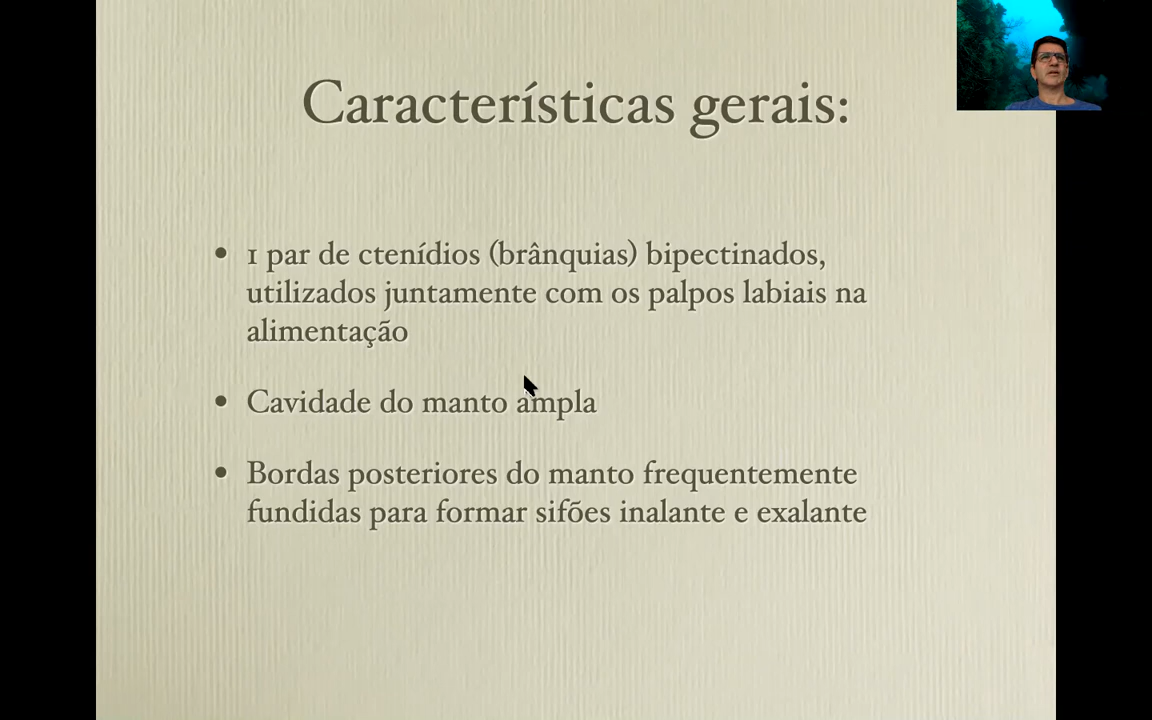 Características gerais:
• 1 par de ctenídios (brânquias) bipectinados,
utilizados juntamente com os palpos labiais na
alimentação
• Cavidade do manto ampla
• Bordas posteriores do manto frequentemente
fundidas para formar sifões inalante e exalante